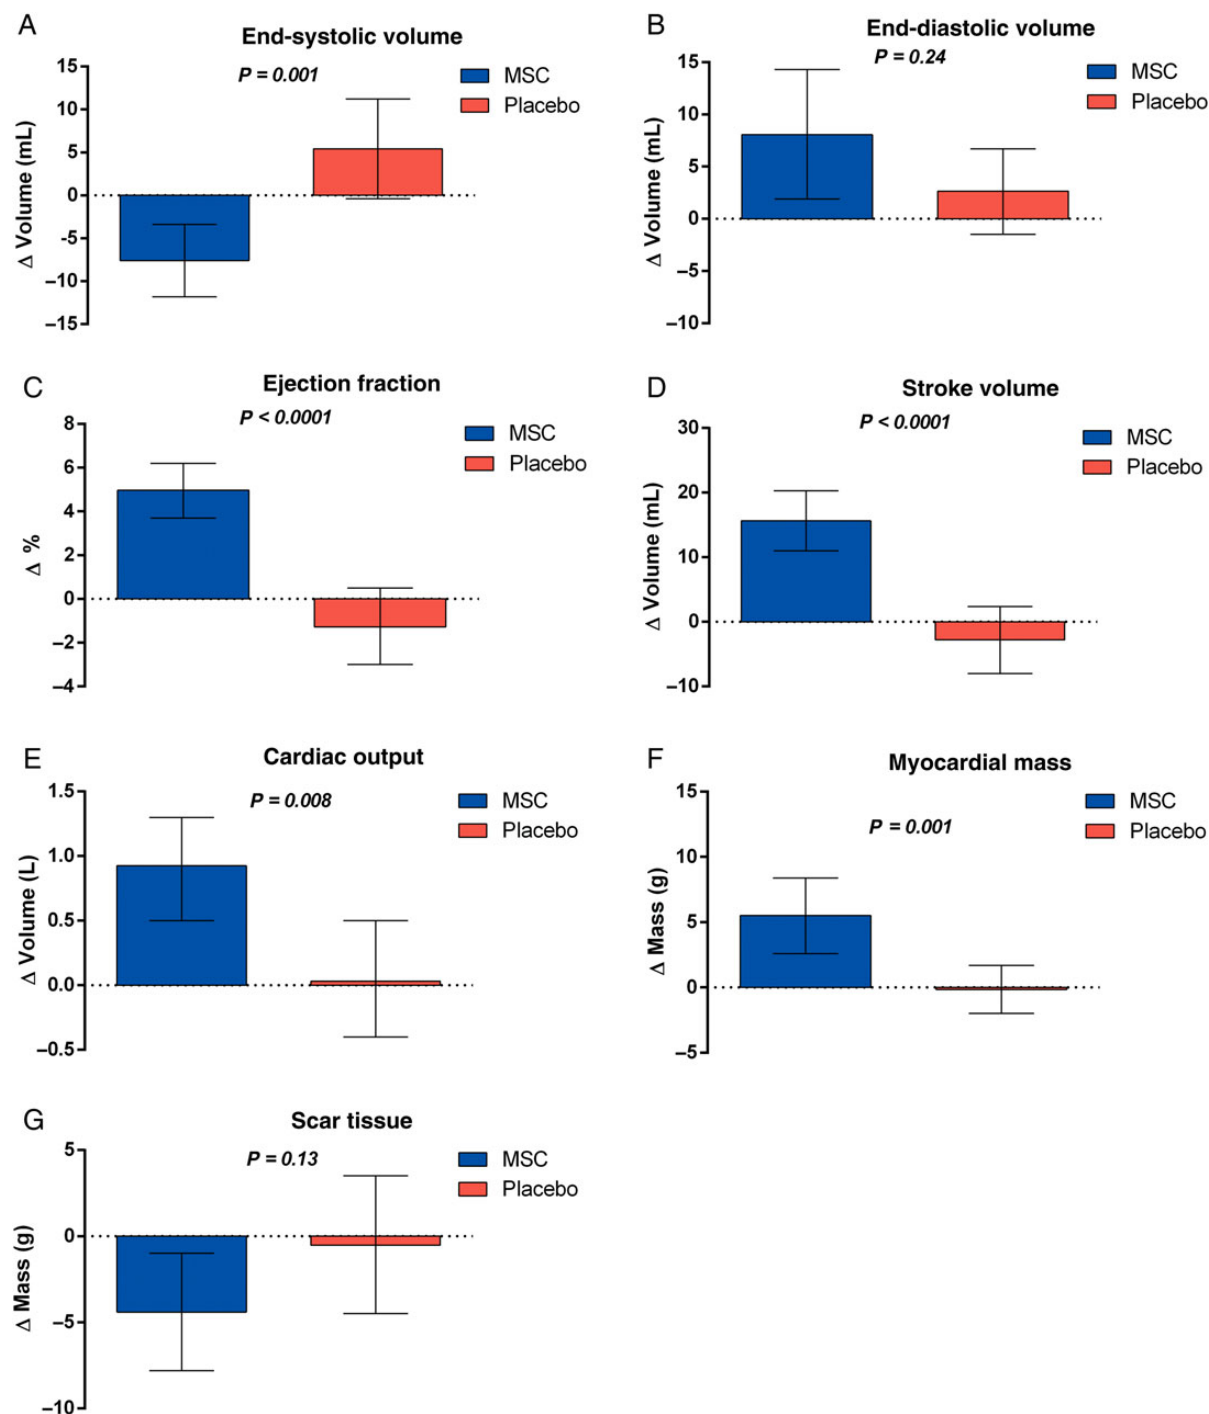 A
End-systolic volume
P = 0.001
MSC
Placebo
Δ Volume (mL)
15
10
5
0
–5
–10
–15
B
End-diastolic volume
P = 0.24
MSC
Placebo
Δ Volume (mL)
15
10
5
0
–5
–10
C
Ejection fraction
P < 0.0001
MSC
Placebo
Δ %
8
6
4
2
0
–2
–4
D
Stroke volume
P < 0.0001
MSC
Placebo
Δ Volume (mL)
30
20
10
0
–10
E
Cardiac output
P = 0.008
MSC
Placebo
Δ Volume (L)
1.5
1.0
0.5
0.0
–0.5
F
Myocardial mass
P = 0.001
MSC
Placebo
Δ Mass (g)
15
10
5
0
–5
G
Scar tissue
P = 0.13
MSC
Placebo
Δ Mass (g)
5
0
–5
–10